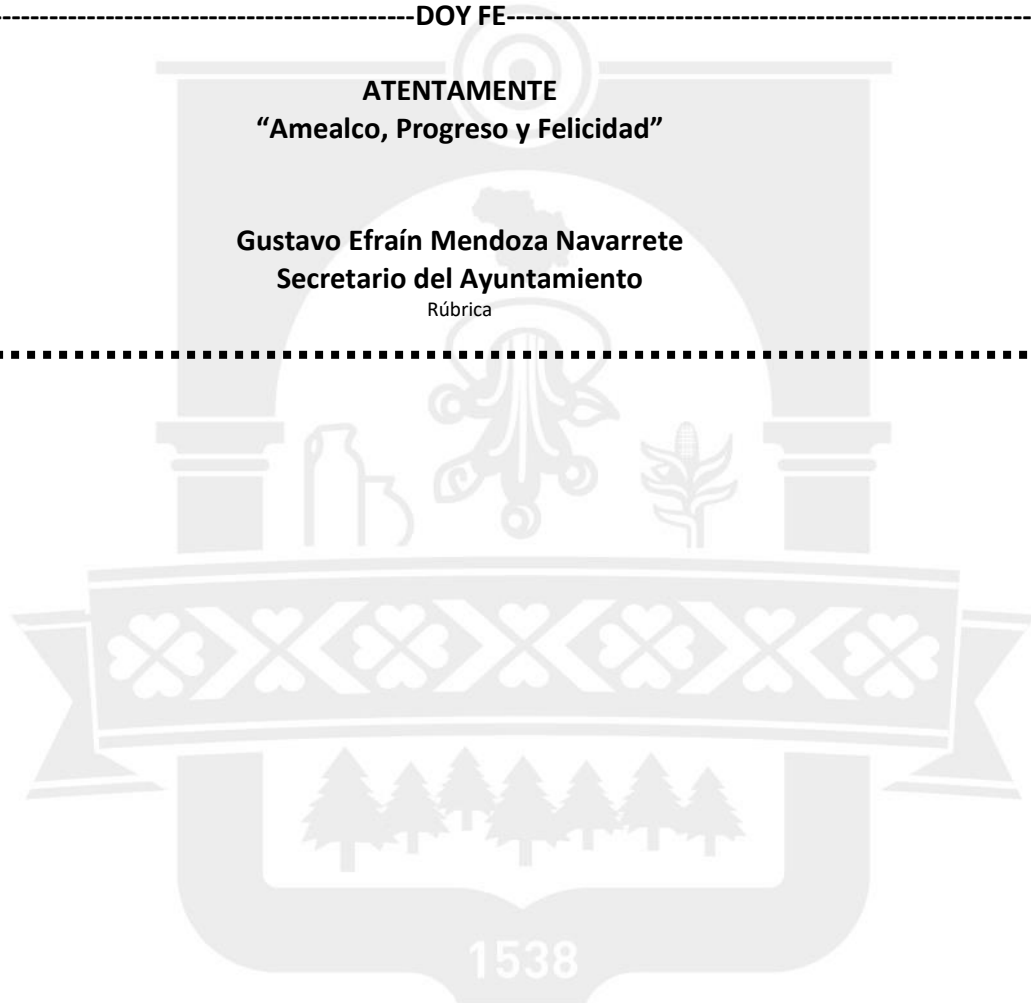 --------------------------------------------DOY FE--------------------------------------------------------
ATENTAMENTE
“Amealco, Progreso y Felicidad”
Gustavo Efraín Mendoza Navarrete
Secretario del Ayuntamiento
Rúbrica
1538